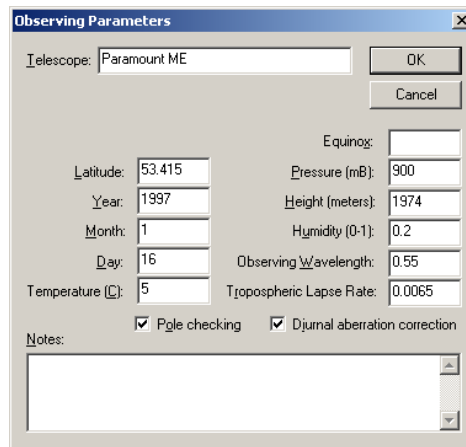 Observing Parameters
Telescope: Paramount ME
OK
Cancel
Equinox:
Latitude: 53.415
Pressure (mB): 900
Year: 1997
Height (meters): 1974
Month: 1
Humidity (0-1): 0.2
Day: 16
Observing Wavelength: 0.55
Temperature (C): 5
Tropospheric Lapse Rate: 0.0065
Pole checking
Diurnal aberration correction
Notes: